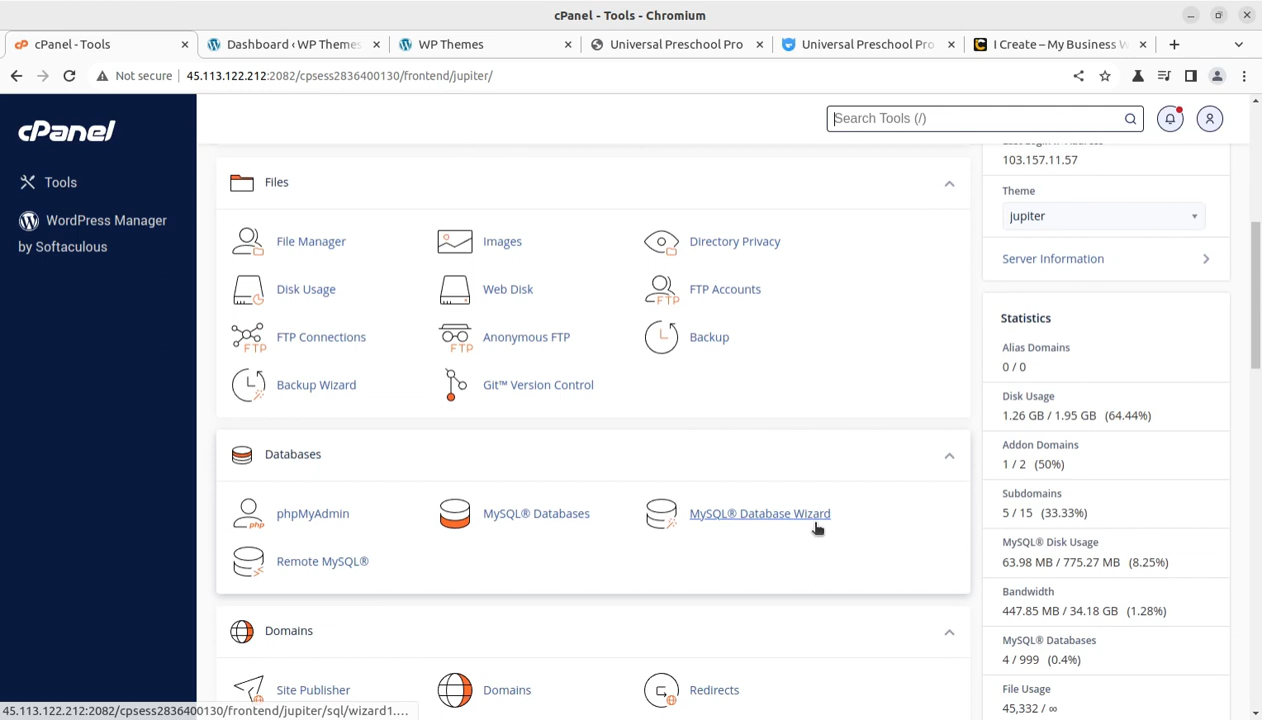 cPanel - Tools - Chromium
cPanel - Tools
Dashboard ‹ WP Themes
WP Themes
Universal Preschool Pro
Universal Preschool Pro
I Create – My Business W
Not secure
45.113.122.212:2082/cpsess2836400130/frontend/jupiter/
cPanel
Search Tools (/)
Tools
WordPress Manager
by Softaculous
Files
File Manager
Images
Directory Privacy
Disk Usage
Web Disk
FTP Accounts
FTP Connections
Anonymous FTP
Backup
Backup Wizard
Git™ Version Control
Databases
phpMyAdmin
MySQL® Databases
MySQL® Database Wizard
Remote MySQL®
Domains
Site Publisher
Domains
Redirects
103.157.11.57
Theme
jupiter
Server Information
Statistics
Alias Domains
0 / 0
Disk Usage
1.26 GB / 1.95 GB (64.44%)
Addon Domains
1 / 2 (50%)
Subdomains
5 / 15 (33.33%)
MySQL® Disk Usage
63.98 MB / 775.27 MB (8.25%)
Bandwidth
447.85 MB / 34.18 GB (1.28%)
MySQL® Databases
4 / 999 (0.4%)
File Usage
45,332 / ∞
45.113.122.212:2082/cpsess2836400130/frontend/jupiter/sql/wizard1....